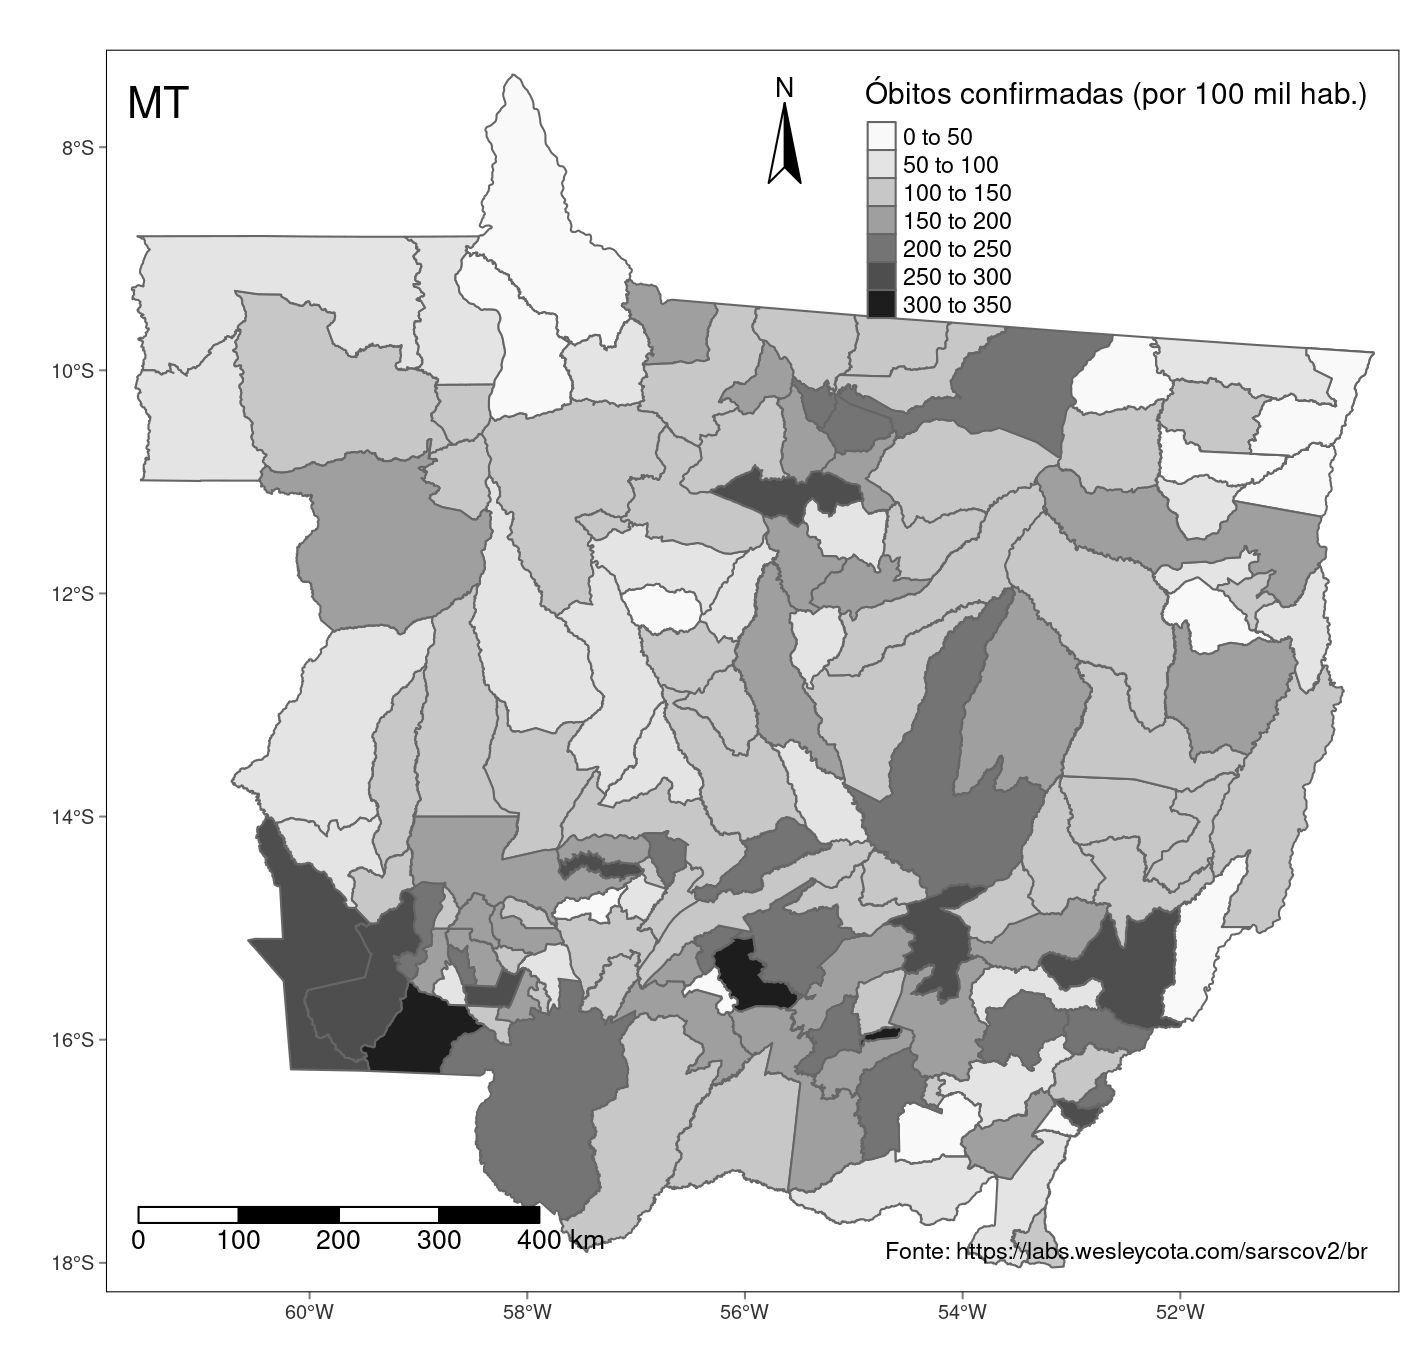 MT
N
Óbitos confirmadas (por 100 mil hab.)
0 to 50
50 to 100
100 to 150
150 to 200
200 to 250
250 to 300
300 to 350
8°S
10°S
12°S
14°S
16°S
18°S
0 100 200 300 400 km
Fonte: https://labs.wesleycota.com/sarscov2/br
60°W 58°W 56°W 54°W 52°W